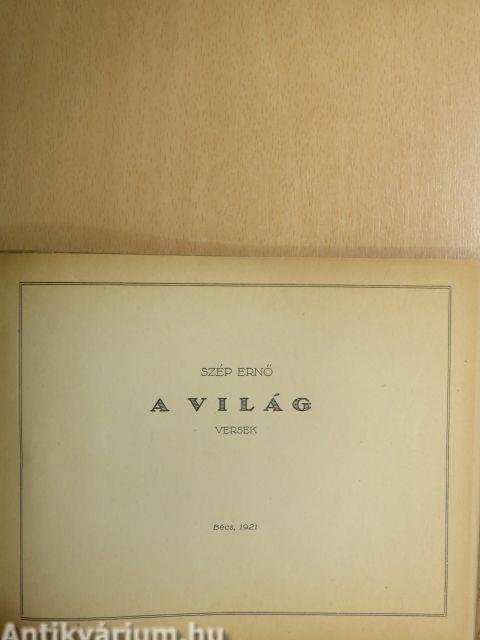 SZÉP ERNŐ
A VILÁG
VERSEK
Bécs, 1921
Antikvárium.hu